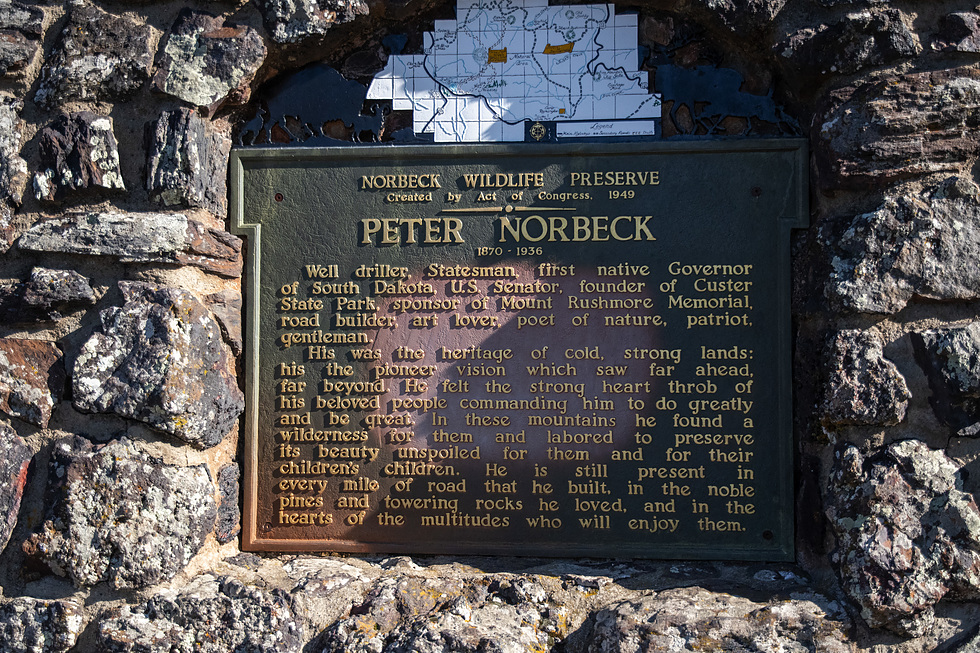 Legend
NORBECK WILDLIFE PRESERVE
Created by Act of Congress, 1949
PETER NORBECK
1870 - 1936
Well driller, Statesman, first native Governor
of South Dakota, U.S. Senator, founder of Custer
State Park, sponsor of Mount Rushmore Memorial,
road builder, art lover, poet of nature, patriot,
gentleman.
His was the heritage of cold, strong lands:
his the pioneer vision which saw far ahead,
far beyond. He felt the strong heart throb of
his beloved people commanding him to do greatly
and be great. In these mountains he found a
wilderness for them and labored to preserve
its beauty unspoiled for them and for their
children's children. He is still present in
every mile of road that he built, in the noble
pines and towering rocks he loved, and in the
hearts of the multitudes who will enjoy them.